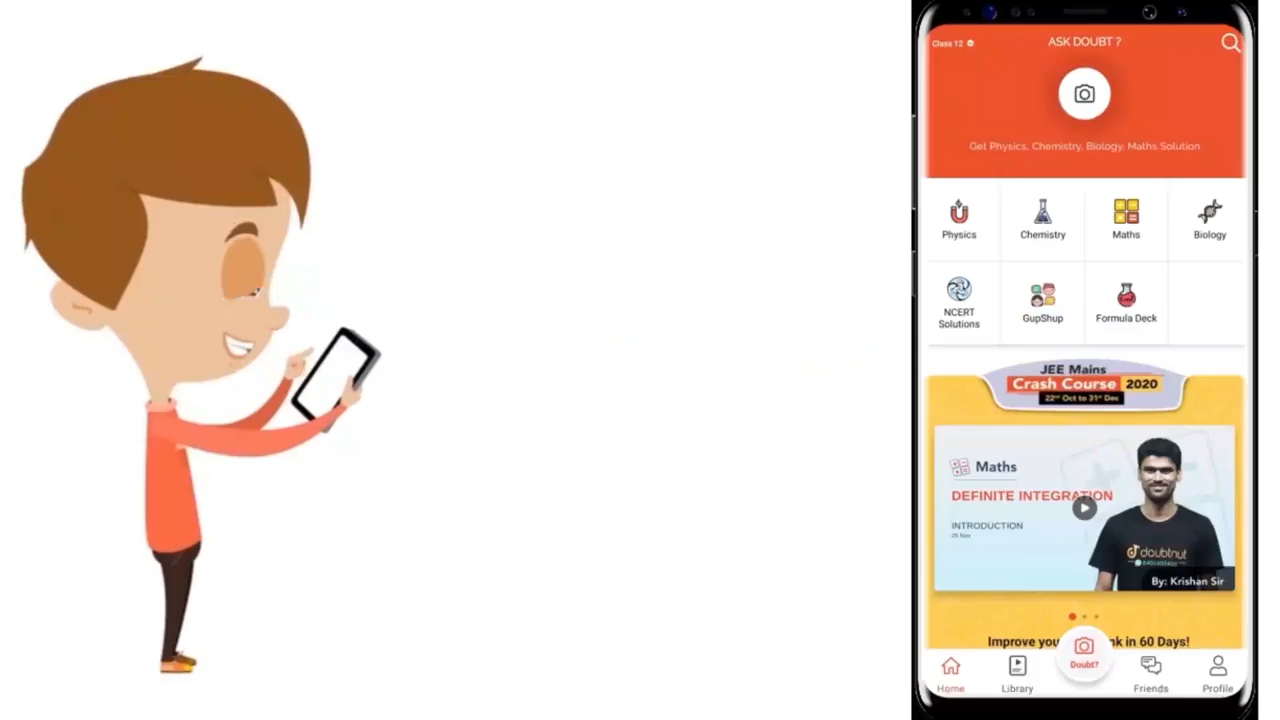 Class 12
ASK DOUBT ?
Get Physics, Chemistry, Biology, Maths Solution
Physics
Chemistry
Maths
Biology
NCERT
Solutions
GupShup
Formula Deck
JEE Mains
Crash Course 2020
22nd Oct to 31st Dec
Maths
DEFINITE INTEGRATION
INTRODUCTION
doubtnut
By: Krishan Sir
Improve your nk in 60 Days!
Doubt?
Home
Library
Friends
Profile